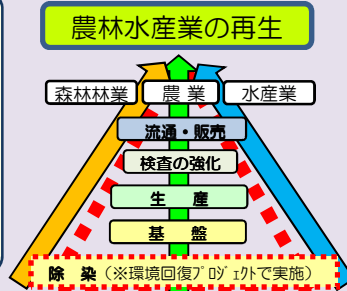 農林水産業の再生
森林林業 農業 水産業
流通・販売
検査の強化
生産
基盤
除染（※環境回復ﾌﾟﾛｼﾞｪｸﾄで実施）